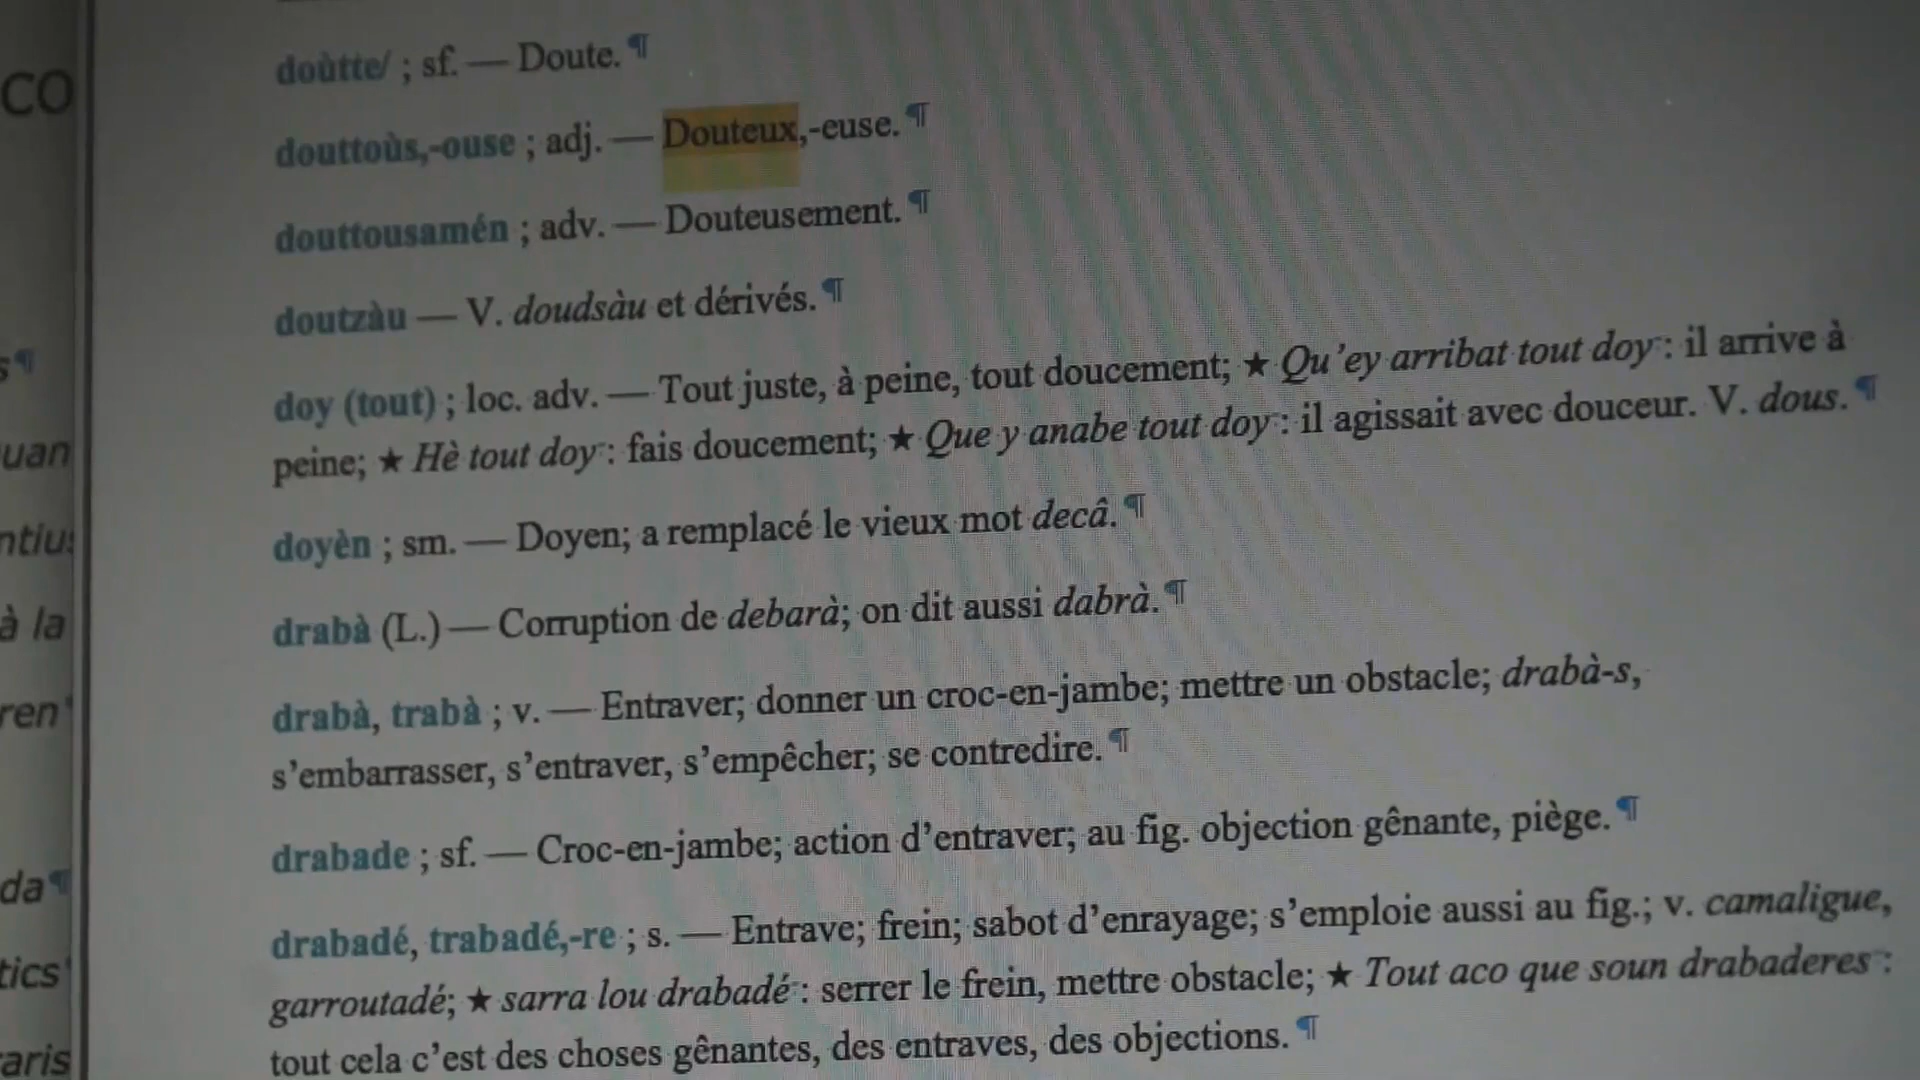 doùtte/ ; sf. — Doute. ¶
douttoùs,-ouse ; adj. — Douteux,-euse. ¶
douttousamén ; adv. — Douteusement. ¶
doutzàu — V. doudsàu et dérivés. ¶
doy (tout) ; loc. adv. — Tout juste, à peine, tout doucement; ★ Qu’ey arribat tout doy : il arrive à
peine; ★ Hè tout doy : fais doucement; ★ Que y anabe tout doy : il agissait avec douceur. V. dous. ¶
doyèn ; sm. — Doyen; a remplacé le vieux mot decâ. ¶
drabà (L.) — Corruption de debarà; on dit aussi dabrà. ¶
drabà, trabà ; v. — Entraver; donner un croc-en-jambe; mettre un obstacle; drabà-s,
s’embarrasser, s’entraver, s’empêcher; se contredire. ¶
drabade ; sf. — Croc-en-jambe; action d’entraver; au fig. objection gênante, piège. ¶
drabadé, trabadé,-re ; s. — Entrave; frein; sabot d’enrayage; s’emploie aussi au fig.; v. camaligue,
garroutadé; ★ sarra lou drabadé : serrer le frein, mettre obstacle; ★ Tout aco que soun drabaderes :
tout cela c’est des choses gênantes, des entraves, des objections. ¶
CO
s¶
uan
à la
ren
da¶
tics
aris